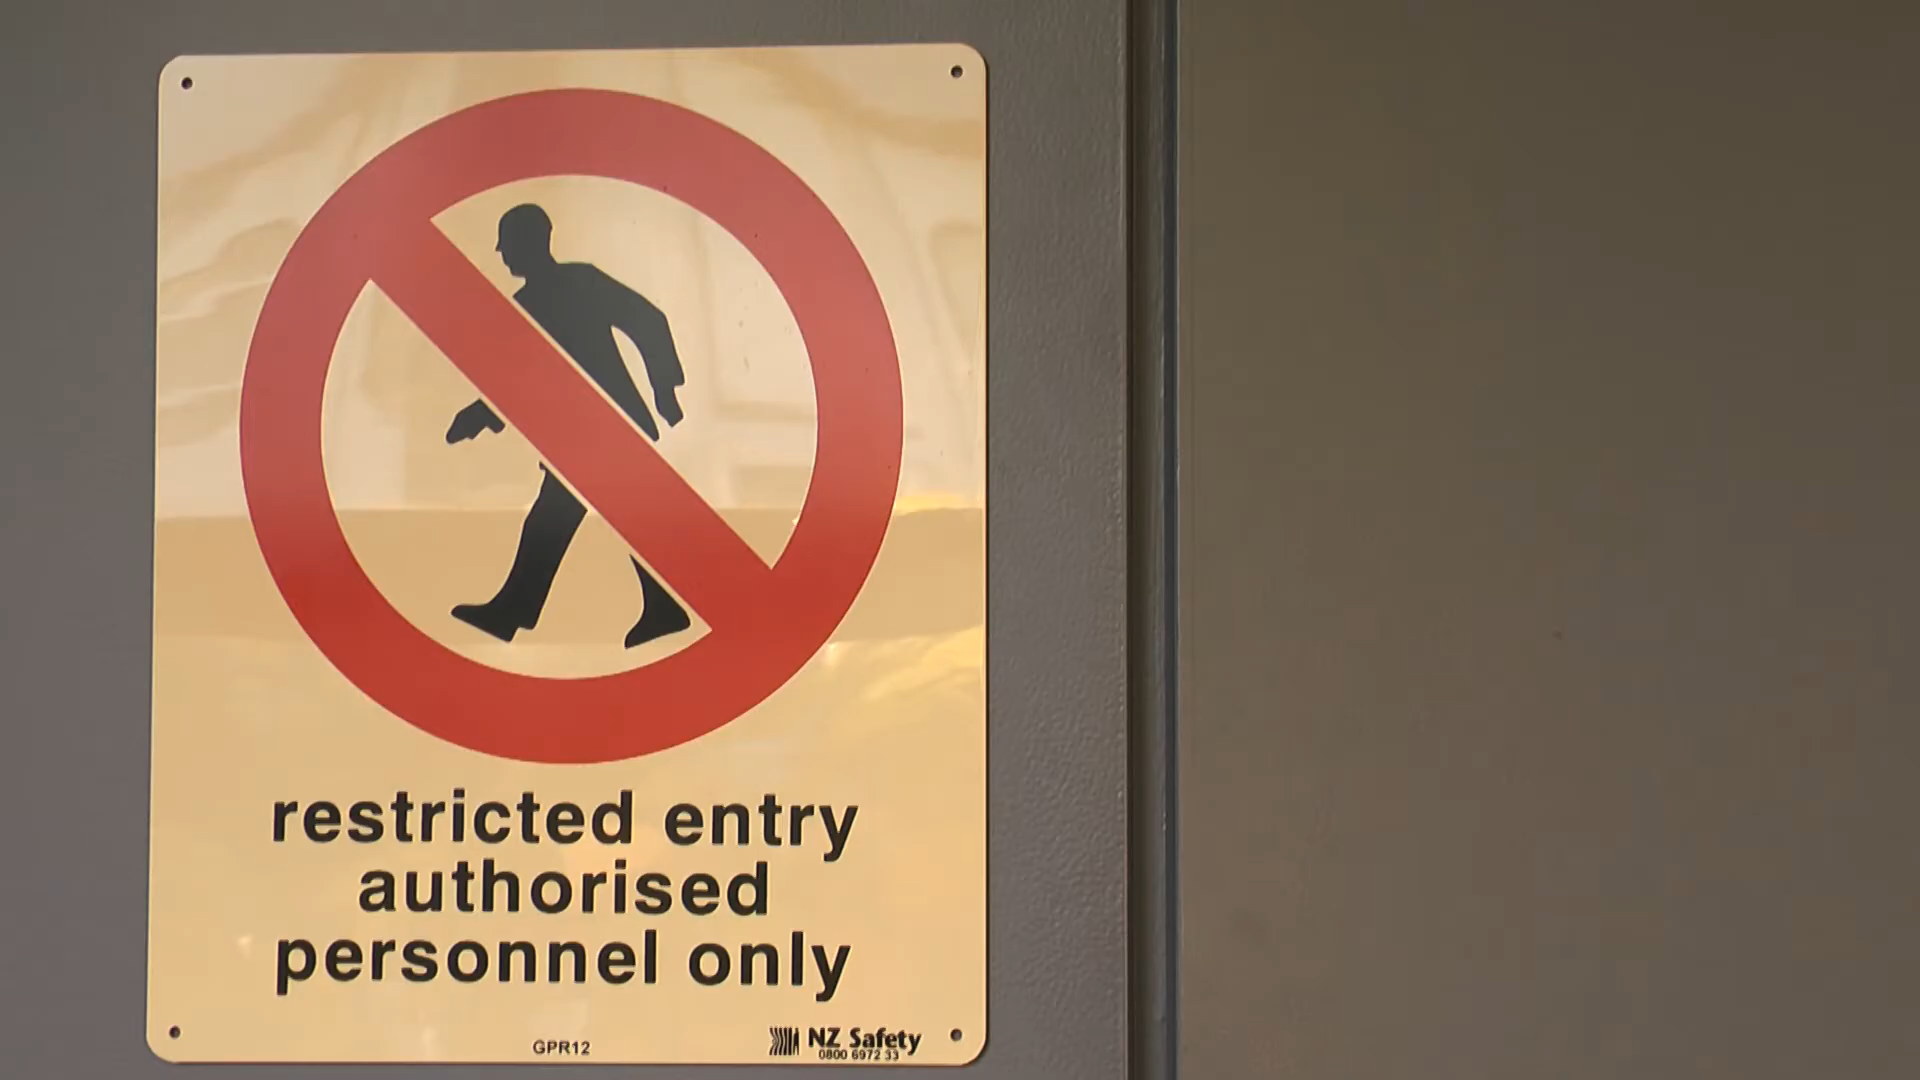 restricted entry
authorised
personnel only
GPR12
NZ Safety
0800 6972 33